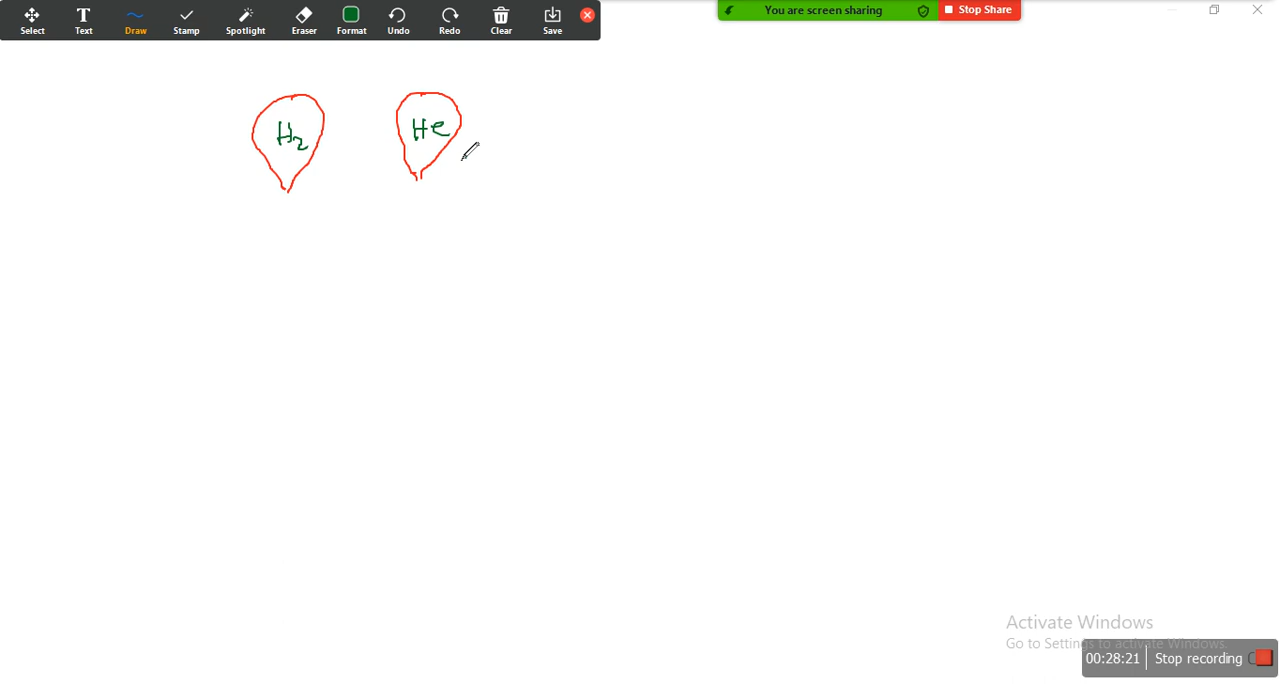 Select Text Draw Stamp Spotlight Eraser Format Undo Redo Clear Save
You are screen sharing Stop Share
H2 He
Activate Windows
Go to Settings to activate Windows.
00:28:21 Stop recording